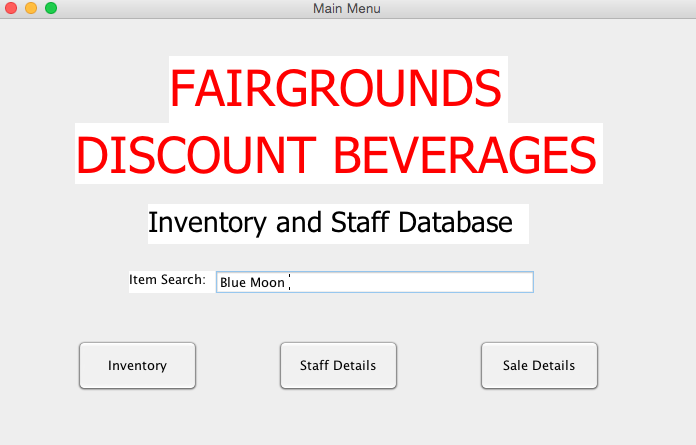 Main Menu
FAIRGROUNDS
DISCOUNT BEVERAGES
Inventory and Staff Database
Item Search: Blue Moon
Inventory Staff Details Sale Details